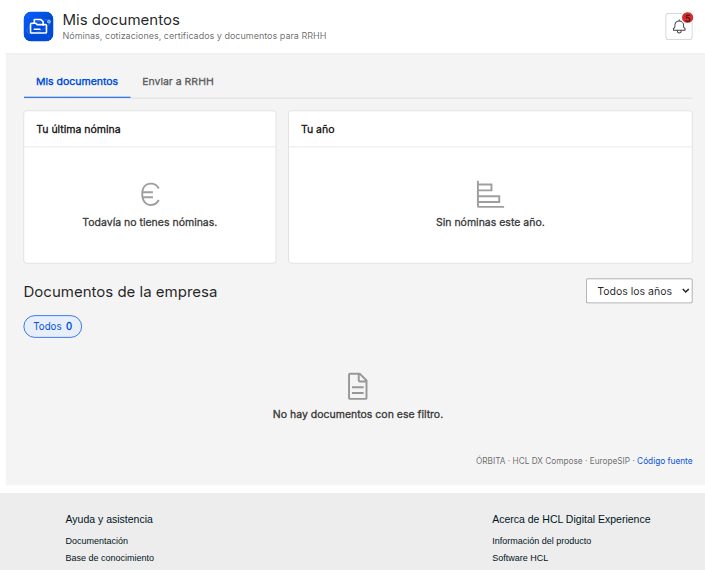 Mis documentos
Nóminas, cotizaciones, certificados y documentos para RRHH
5
Mis documentos
Enviar a RRHH
Tu última nómina
Tu año
€
Todavía no tienes nóminas.
Sin nóminas este año.
Documentos de la empresa
Todos los años
Todos 0
No hay documentos con ese filtro.
ÓRBITA · HCL DX Compose · EuropeSIP · Código fuente
Ayuda y asistencia
Acerca de HCL Digital Experience
Documentación
Información del producto
Base de conocimiento
Software HCL